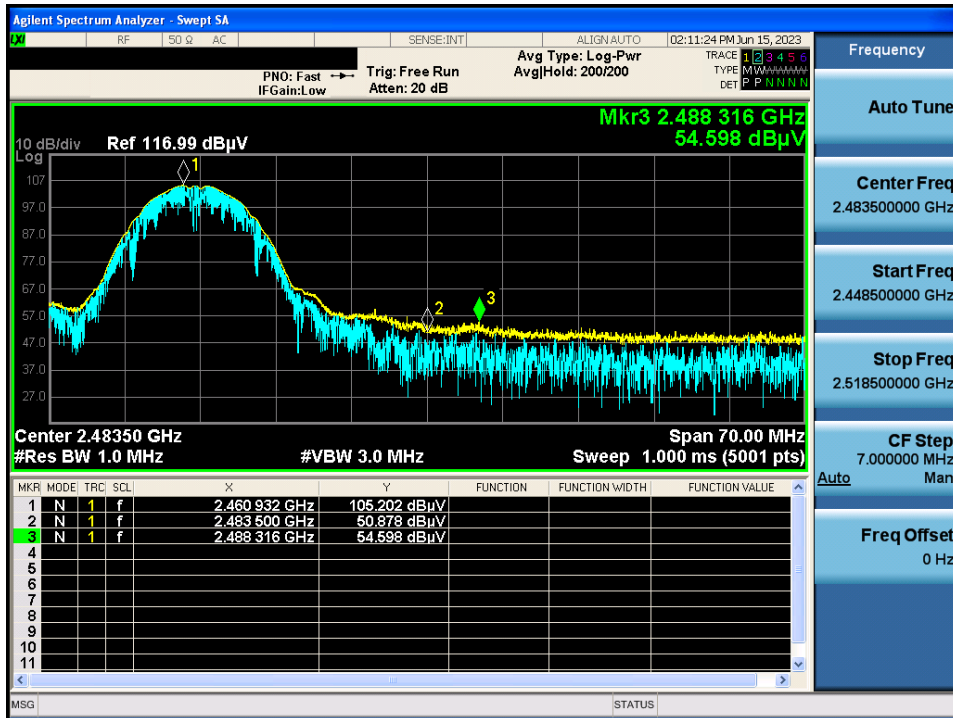 Agilent Spectrum Analyzer - Swept SA
LXI RF 50 Ω AC SENSE:INT ALIGN AUTO 02:11:24 PM Jun 15, 2023
PNO: Fast
IFGain:Low
Trig: Free Run
Atten: 20 dB
Avg Type: Log-Pwr
Avg|Hold: 200/200
TRACE 1 2 3 4 5 6
TYPE M W
DET P P N N N N
Mkr3 2.488 316 GHz
54.598 dBµV
10 dB/div Ref 116.99 dBµV
Log
107
97.0
87.0
77.0
67.0
57.0
47.0
37.0
27.0
1
2
3
Center 2.48350 GHz Span 70.00 MHz
#Res BW 1.0 MHz #VBW 3.0 MHz Sweep 1.000 ms (5001 pts)
MKR MODE TRC SCL X Y FUNCTION FUNCTION WIDTH FUNCTION VALUE
1 N 1 f 2.460 932 GHz 105.202 dBµV
2 N 1 f 2.483 500 GHz 50.878 dBµV
3 N 1 f 2.488 316 GHz 54.598 dBµV
4
5
6
7
8
9
10
11
MSG STATUS
Frequency
Auto Tune
Center Freq
2.483500000 GHz
Start Freq
2.448500000 GHz
Stop Freq
2.518500000 GHz
CF Step
7.000000 MHz
Auto Man
Freq Offset
0 Hz